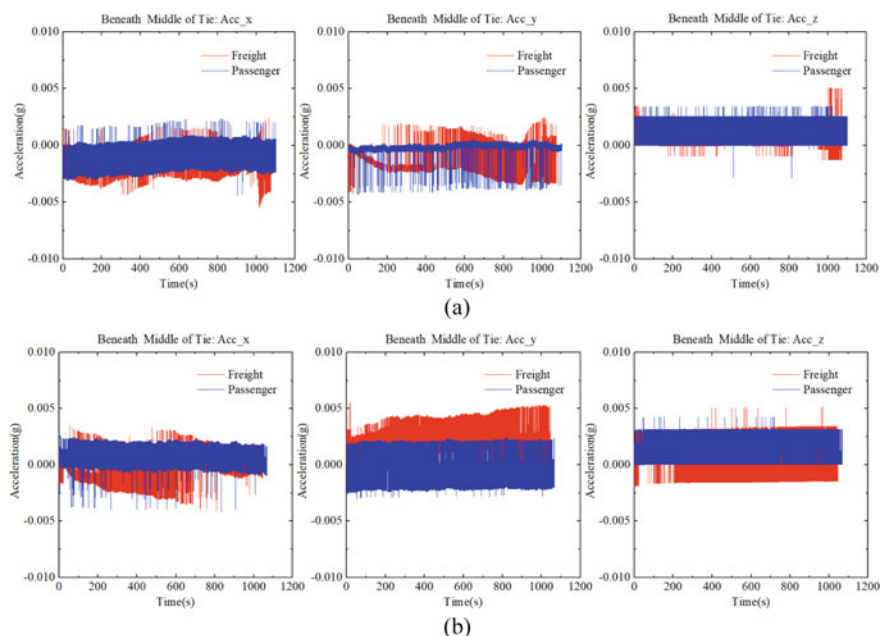 Beneath Middle of Tie: Acc_x
Beneath Middle of Tie: Acc_y
Beneath Middle of Tie: Acc_z
0.010
0.005
0.000
-0.005
-0.010
Acceleration(g)
Freight
Passenger
0 200 400 600 800 1000 1200
Time(s)
0.010
0.005
0.000
-0.005
-0.010
Acceleration(g)
Freight
Passenger
0 200 400 600 800 1000 1200
Time(s)
0.010
0.005
0.000
-0.005
-0.010
Acceleration(g)
Freight
Passenger
0 200 400 600 800 1000 1200
Time(s)
(a)
Beneath Middle of Tie: Acc_x
Beneath Middle of Tie: Acc_y
Beneath Middle of Tie: Acc_z
0.010
0.005
0.000
-0.005
-0.010
Acceleration(g)
Freight
Passenger
0 200 400 600 800 1000 1200
Time(s)
0.010
0.005
0.000
-0.005
-0.010
Acceleration(g)
Freight
Passenger
0 200 400 600 800 1000 1200
Time(s)
0.010
0.005
0.000
-0.005
-0.010
Acceleration(g)
Freight
Passenger
0 200 400 600 800 1000 1200
Time(s)
(b)